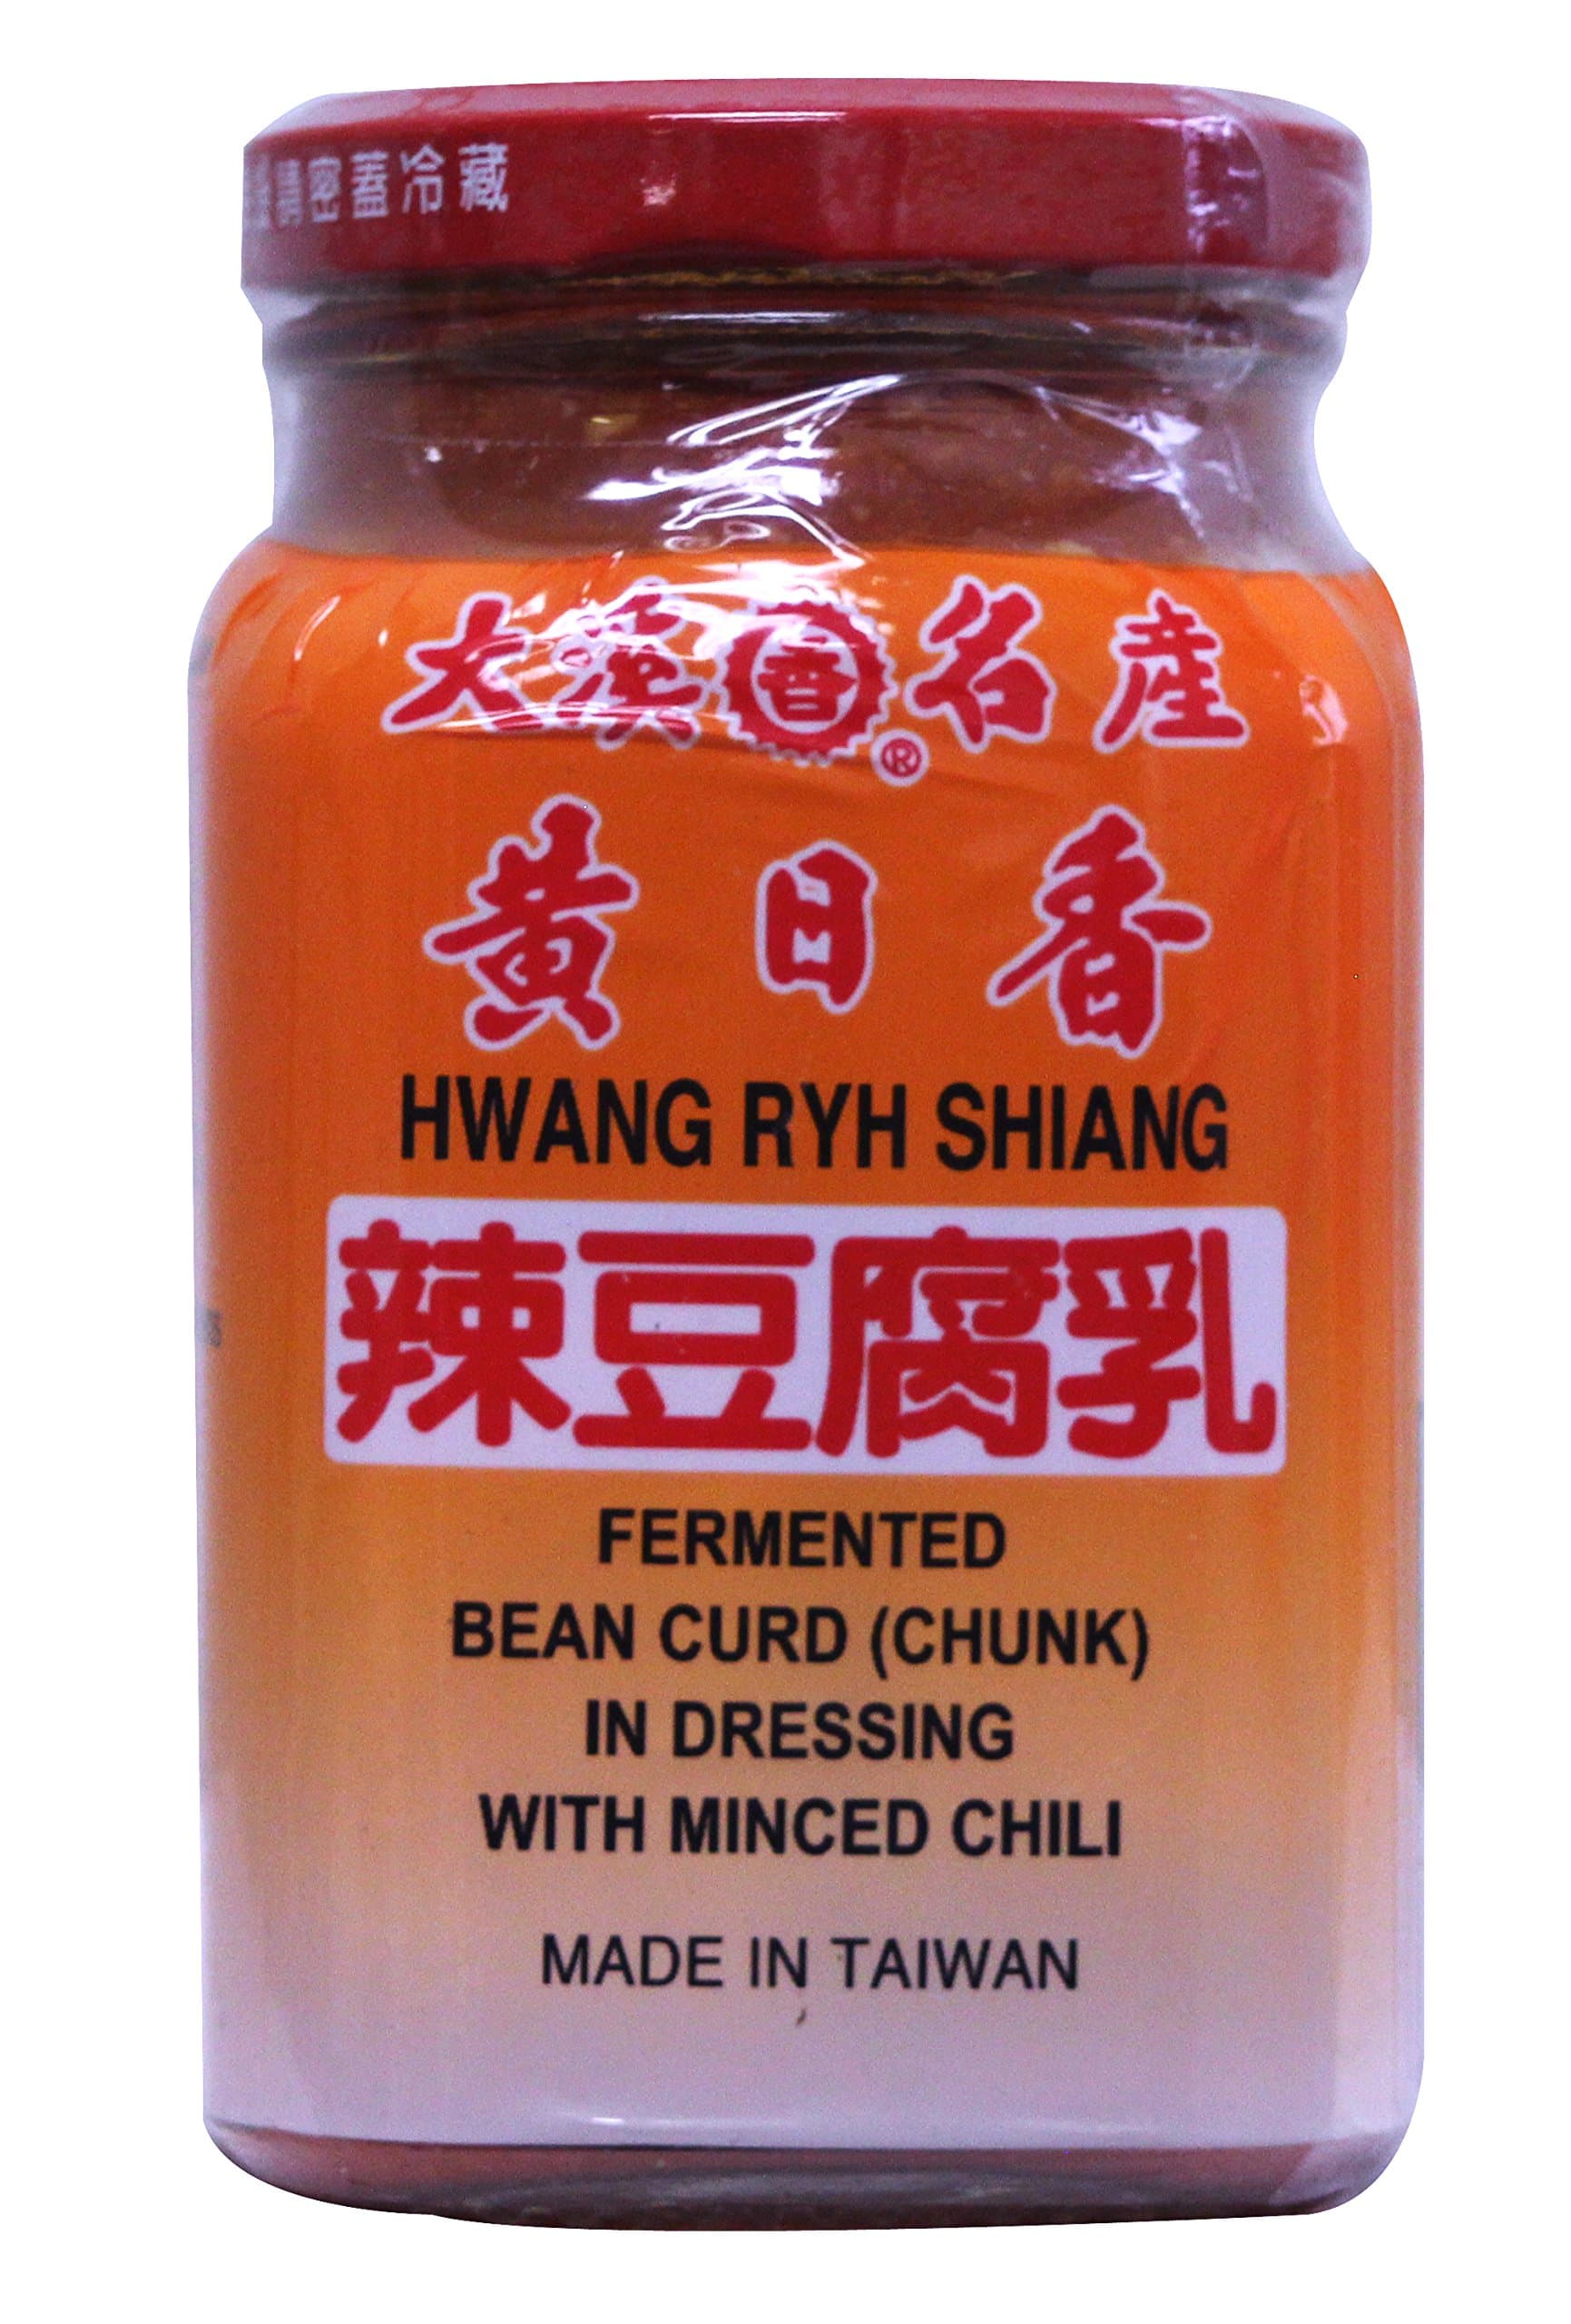 請密蓋冷藏
大溪 香 名產
®
黃日香
HWANG RYH SHIANG
辣豆腐乳
FERMENTED
BEAN CURD (CHUNK)
IN DRESSING
WITH MINCED CHILI
MADE IN TAIWAN